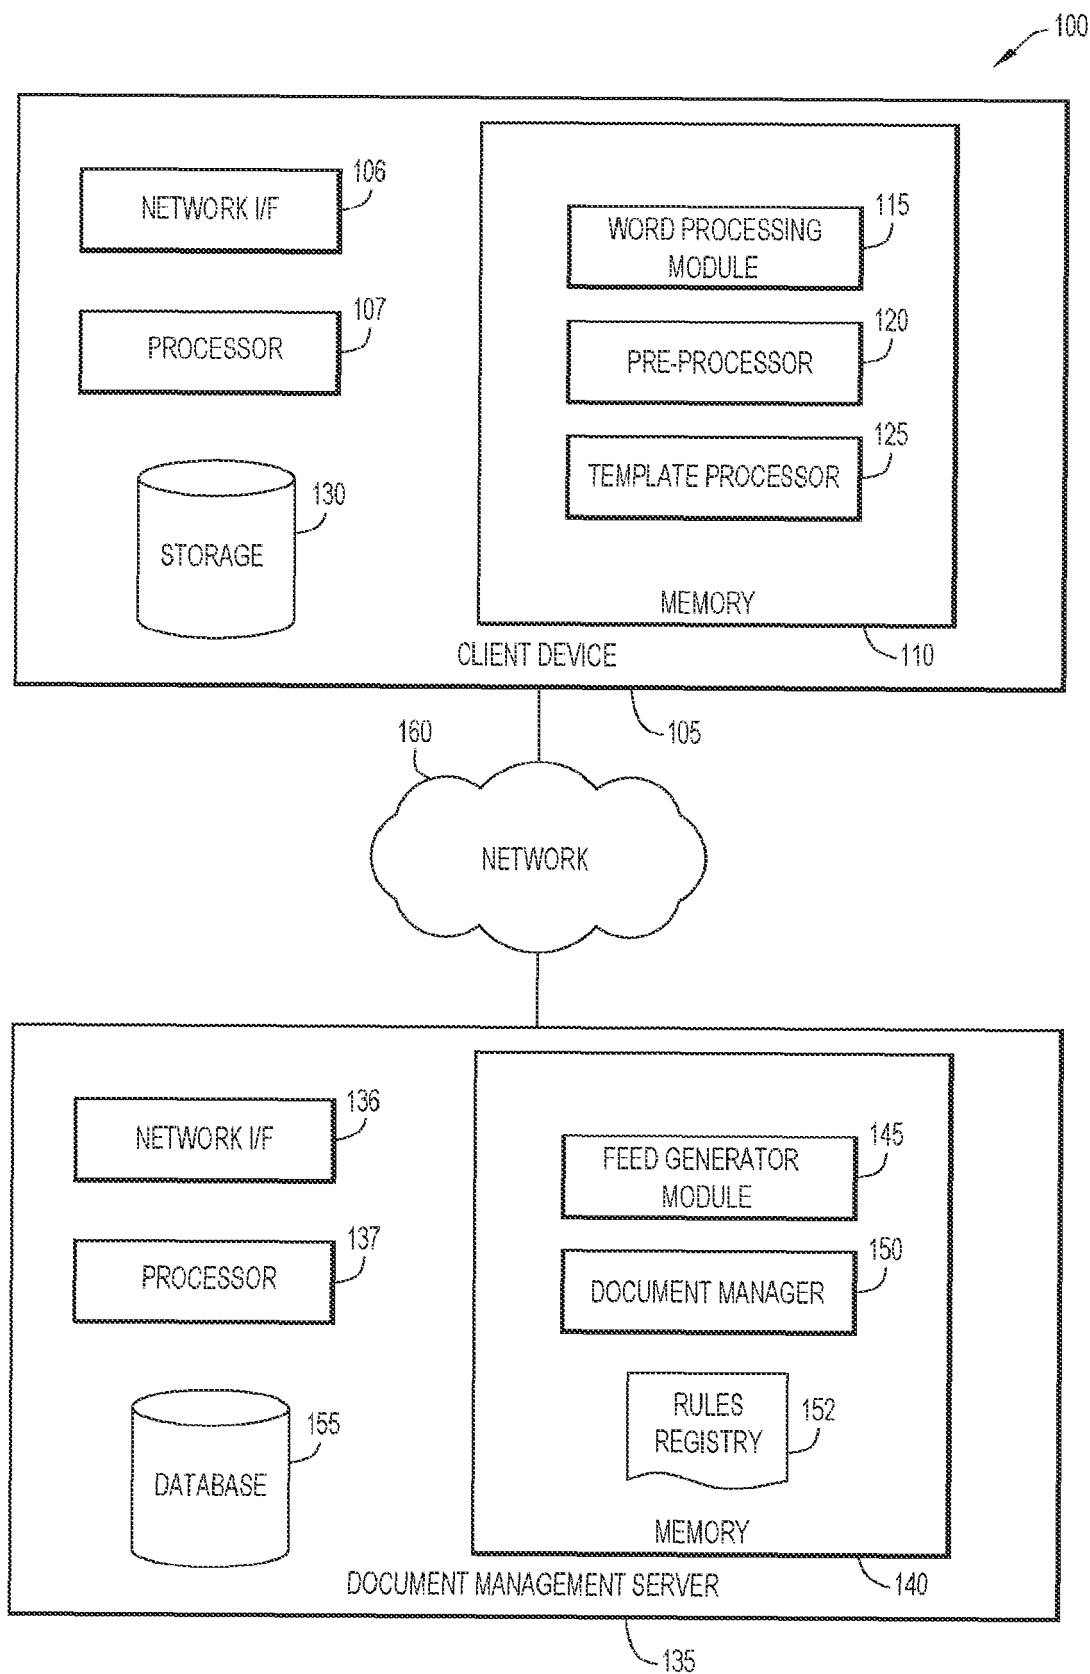 100
106
NETWORK I/F
115
WORD PROCESSING
MODULE
107
PROCESSOR
120
PRE-PROCESSOR
125
TEMPLATE PROCESSOR
130
STORAGE
MEMORY
110
CLIENT DEVICE
105
160
NETWORK
136
NETWORK I/F
145
FEED GENERATOR
MODULE
137
PROCESSOR
150
DOCUMENT MANAGER
155
DATABASE
RULES
REGISTRY
152
MEMORY
140
DOCUMENT MANAGEMENT SERVER
135